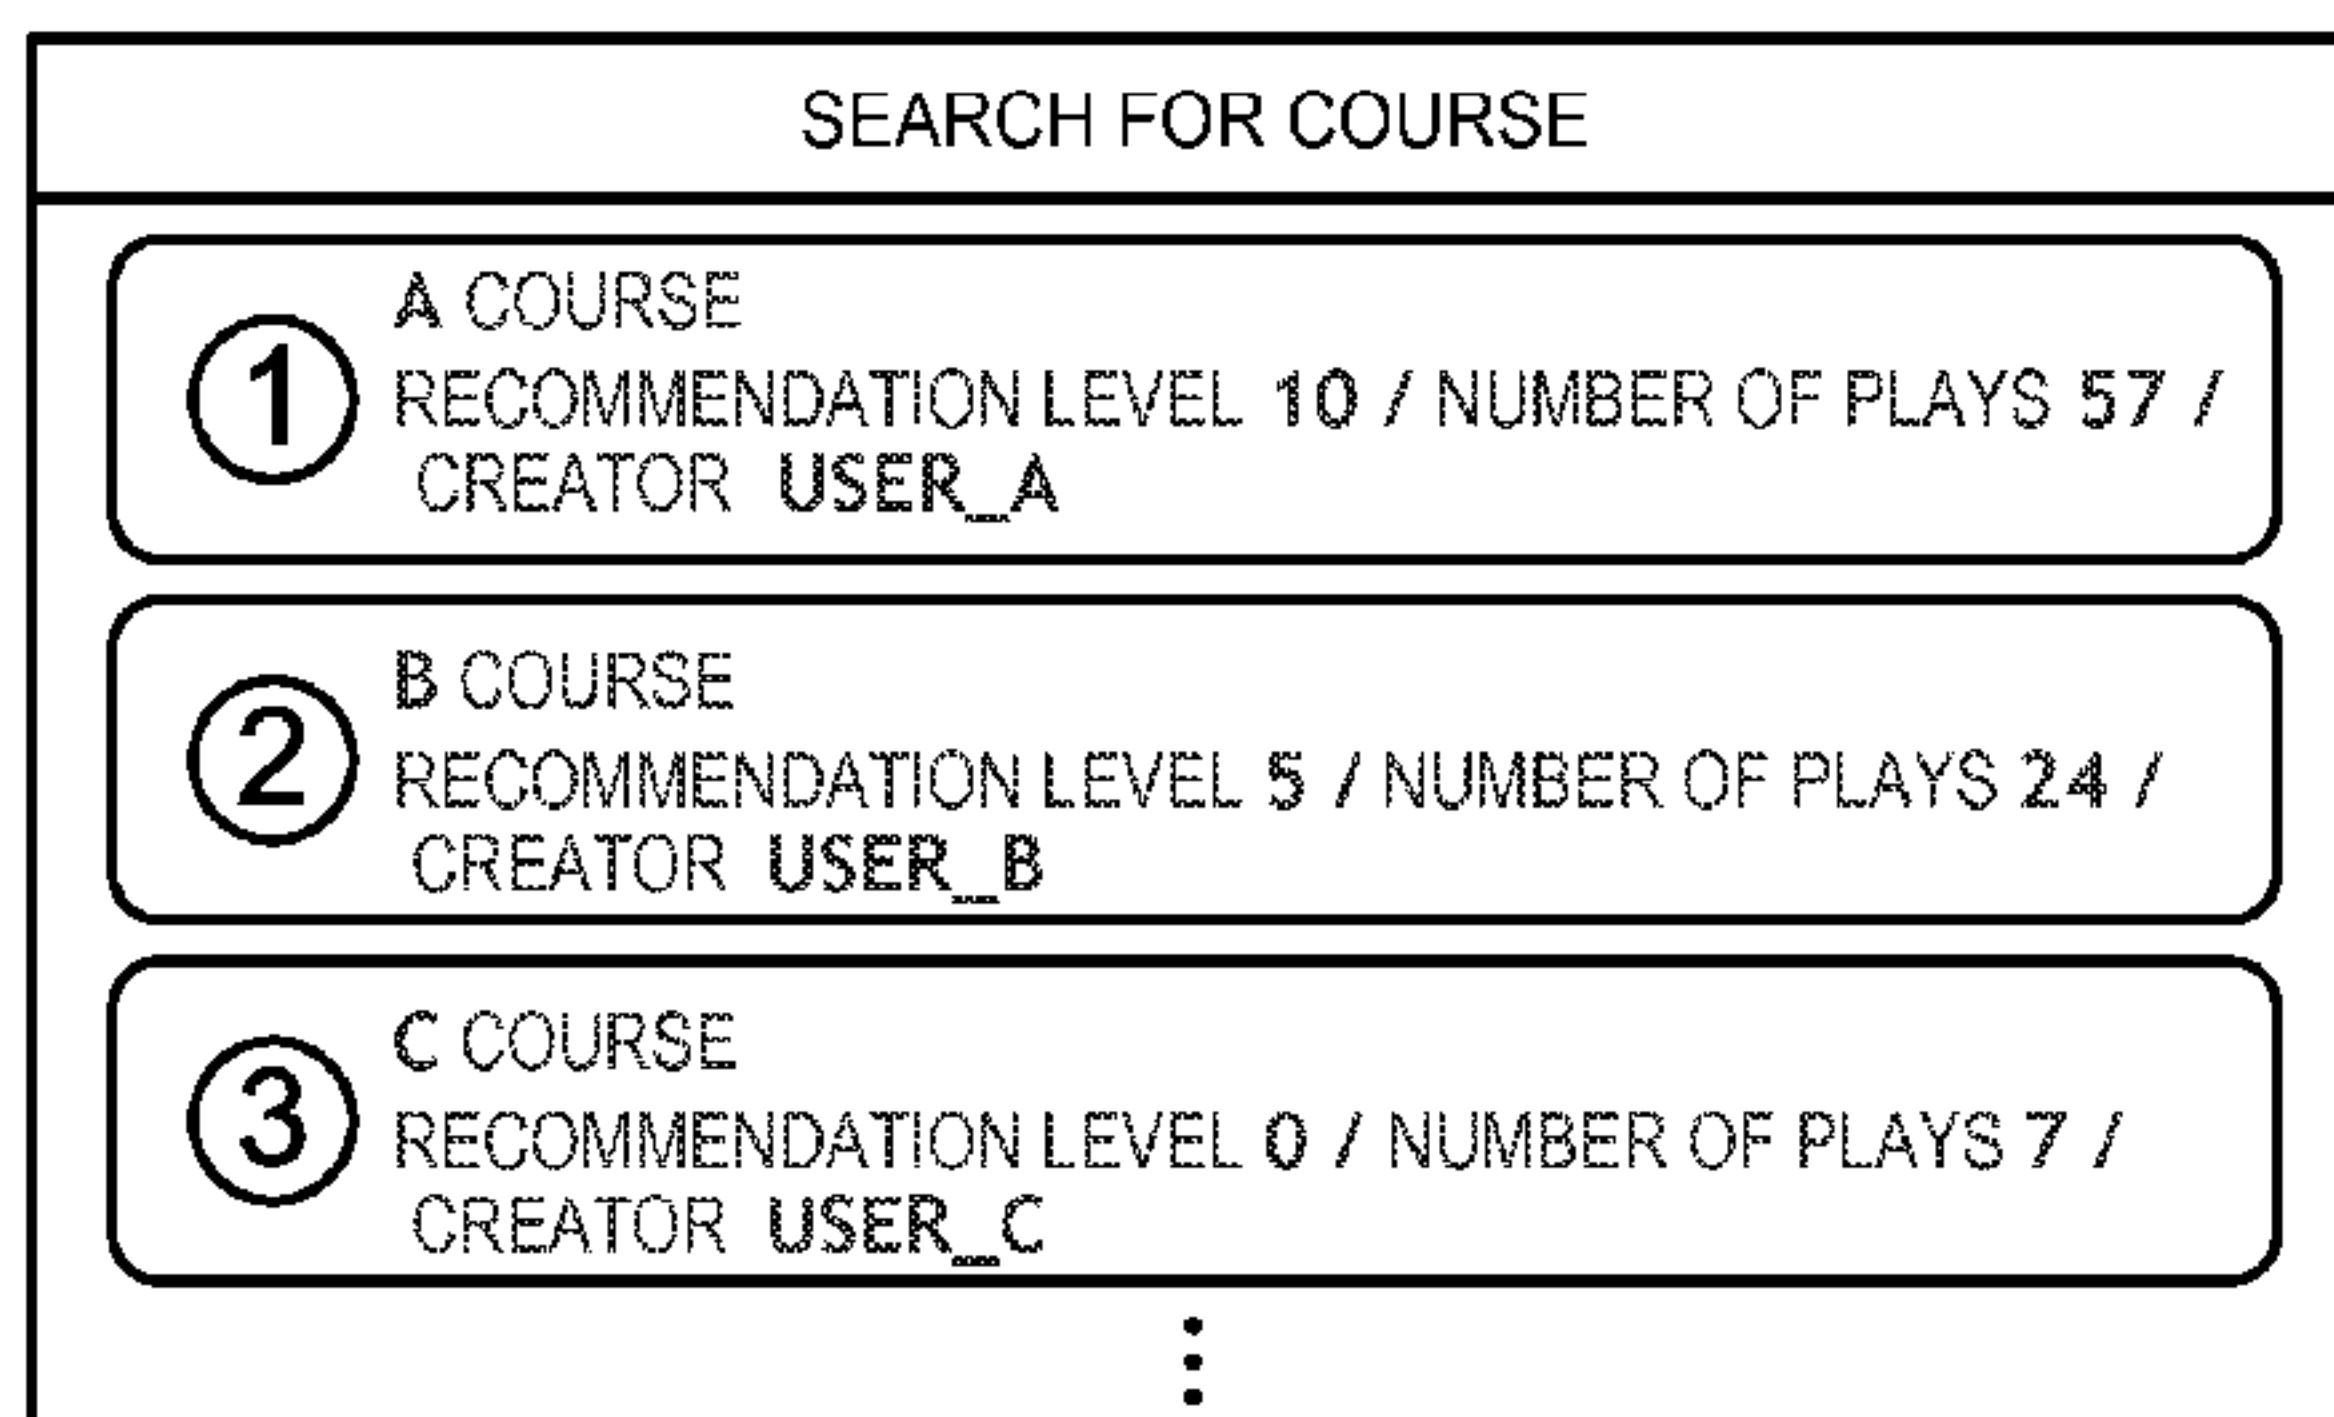 SEARCH FOR COURSE
1
A COURSE
RECOMMENDATION LEVEL 10 / NUMBER OF PLAYS 57 /
CREATOR USER_A
2
B COURSE
RECOMMENDATION LEVEL 5 / NUMBER OF PLAYS 24 /
CREATOR USER_B
3
C COURSE
RECOMMENDATION LEVEL 0 / NUMBER OF PLAYS 7 /
CREATOR USER_C